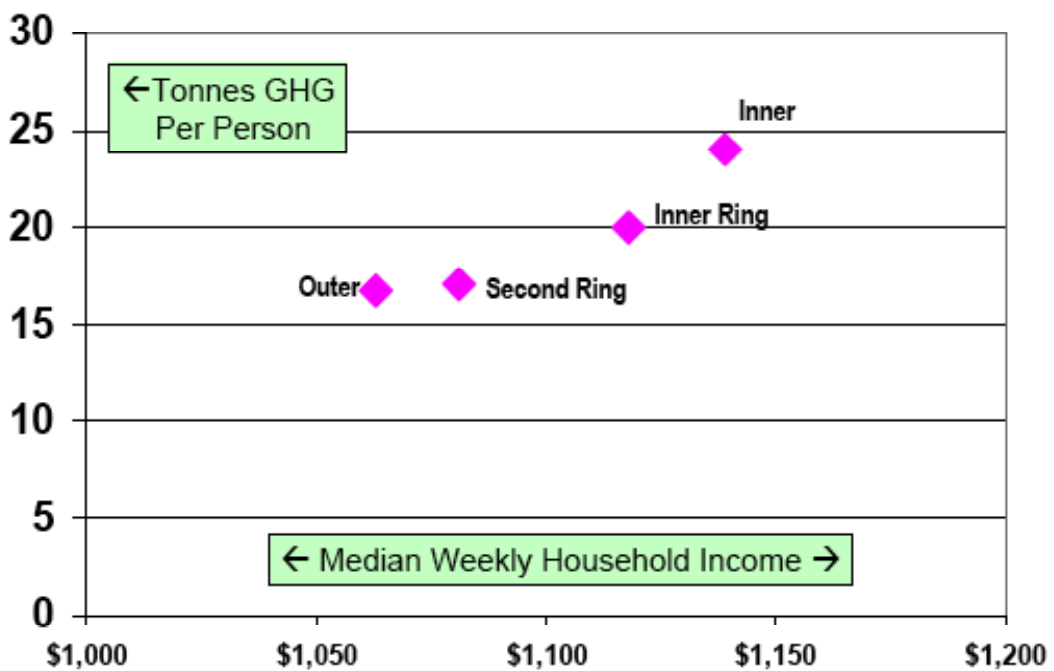 30
←Tonnes GHG
Per Person
25
Inner
20
Inner Ring
Outer
Second Ring
15
10
5
← Median Weekly Household Income →
0
$1,000
$1,050
$1,100
$1,150
$1,200